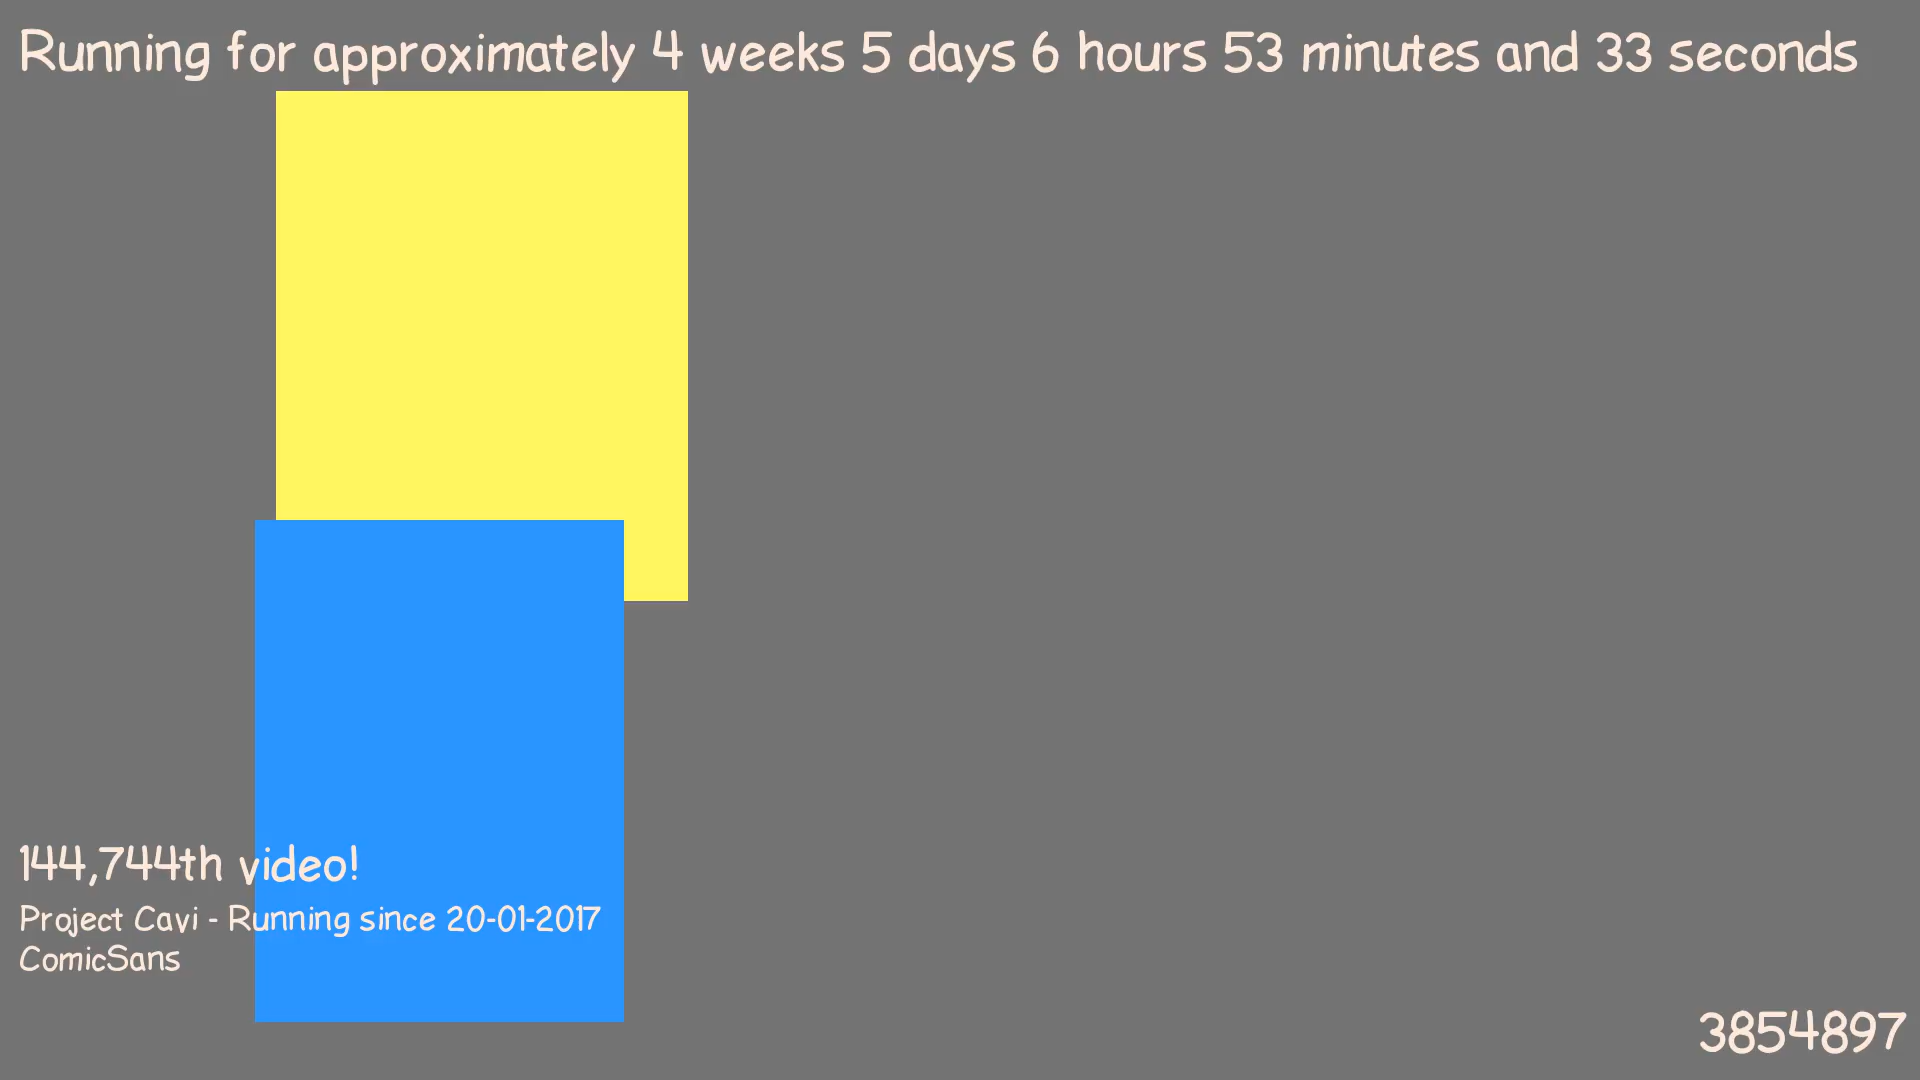 Running for approximately 4 weeks 5 days 6 hours 53 minutes and 33 seconds
144,744th video!
Project Cavi - Running since 20-01-2017
ComicSans
3854897